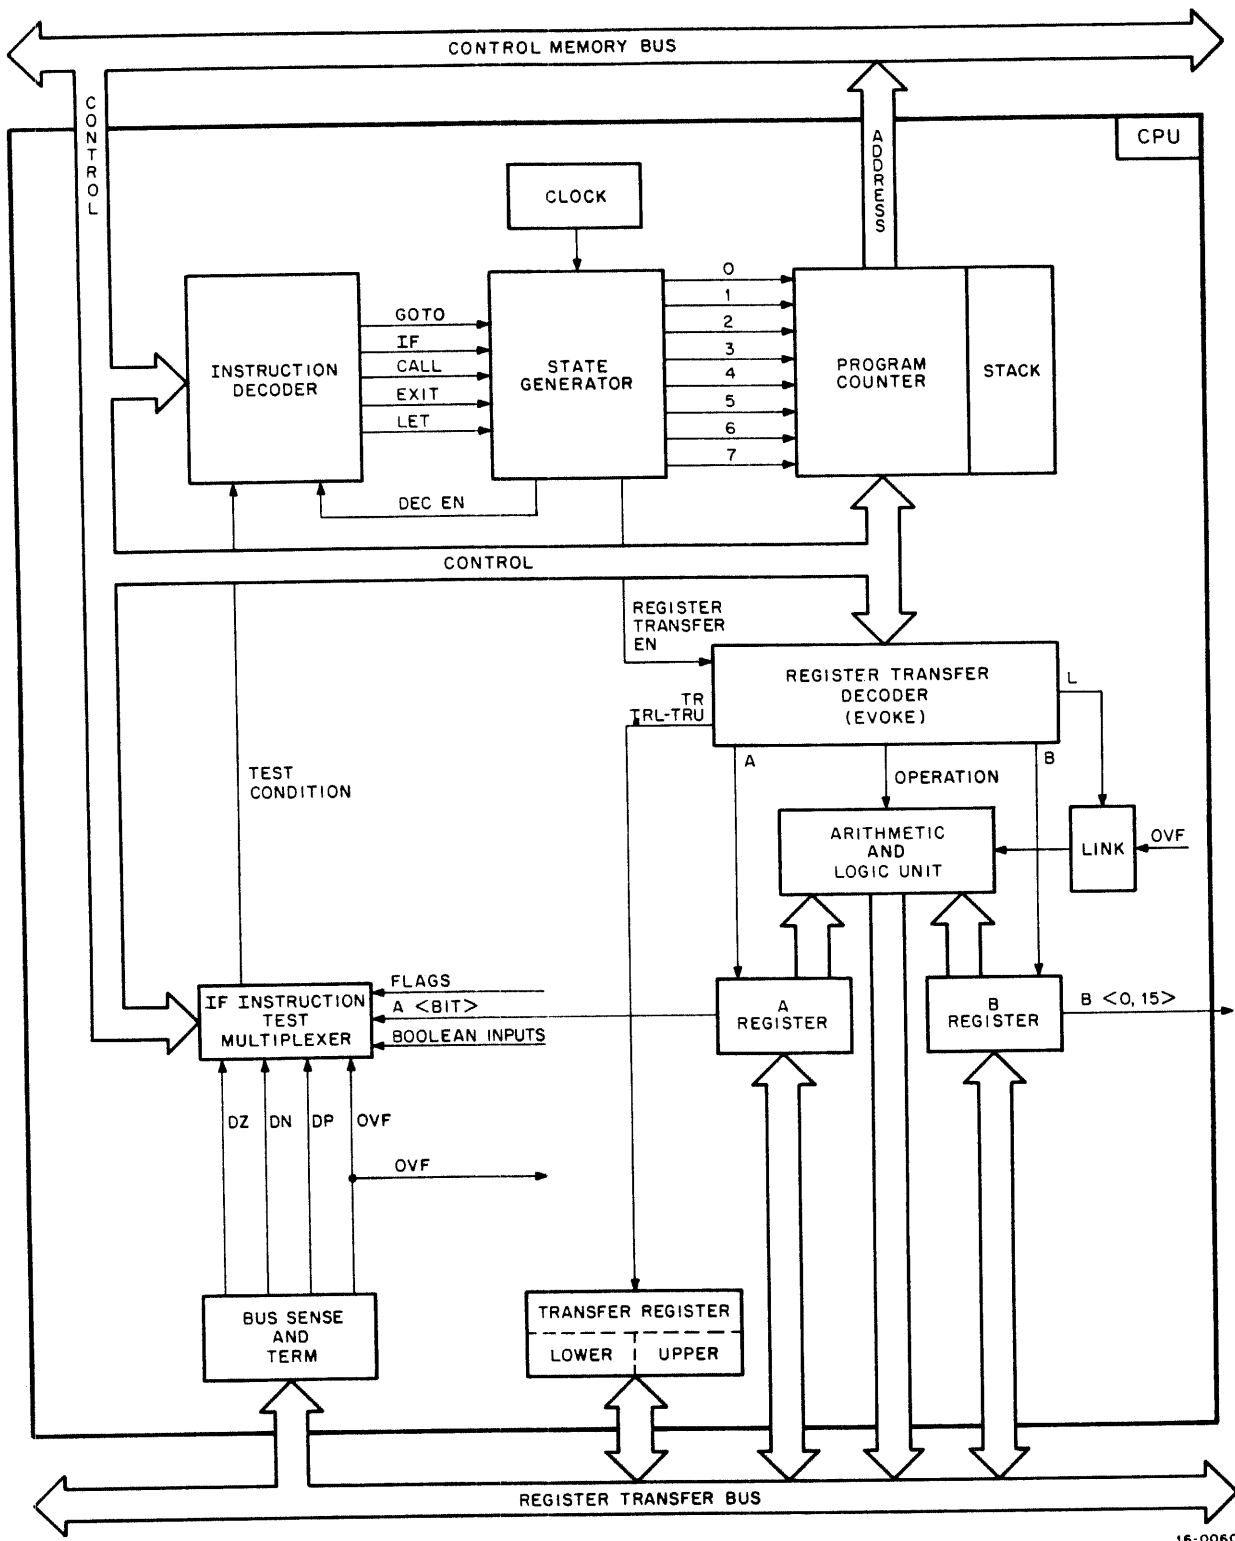 CONTROL MEMORY BUS
CONTROL
ADDRESS
CPU
CLOCK
INSTRUCTION
DECODER
GOTO
IF
CALL
EXIT
LET
STATE
GENERATOR
0
1
2
3
4
5
6
7
PROGRAM
COUNTER
STACK
DEC EN
CONTROL
REGISTER
TRANSFER
EN
REGISTER TRANSFER
DECODER
(EVOKE)
L
TR
TRL-TRU
A
OPERATION
B
TEST
CONDITION
ARITHMETIC
AND
LOGIC UNIT
LINK
OVF
IF INSTRUCTION
TEST
MULTIPLEXER
FLAGS
A <BIT>
BOOLEAN INPUTS
A
REGISTER
B
REGISTER
B <0, 15>
DZ
DN
DP
OVF
OVF
BUS SENSE
AND
TERM
TRANSFER REGISTER
LOWER
UPPER
REGISTER TRANSFER BUS
16-0060